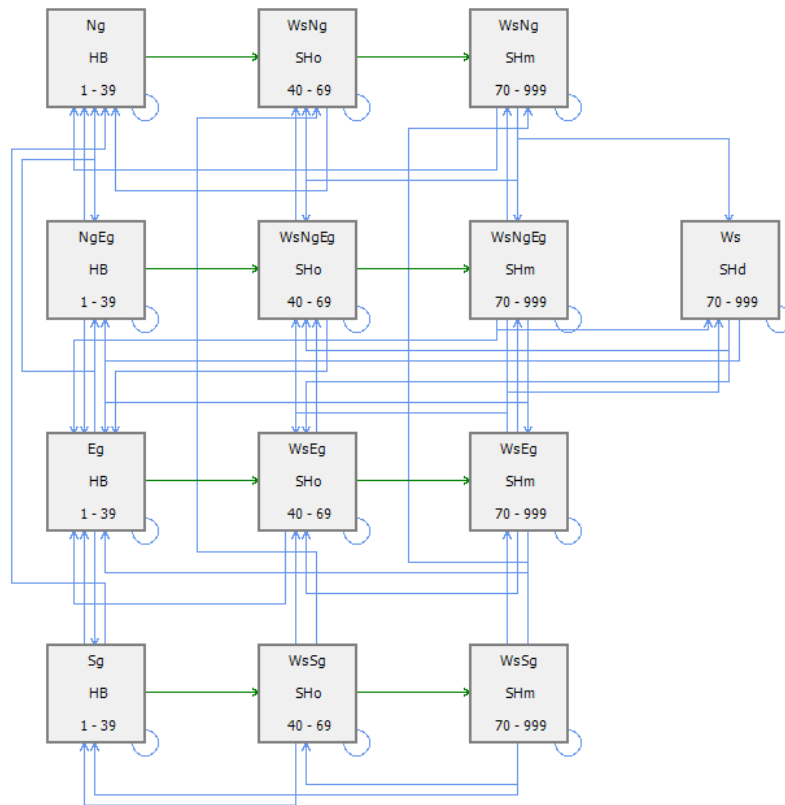 Ng
HB
1 - 39
WsNg
SHo
40 - 69
WsNg
SHm
70 - 999
NgEg
HB
1 - 39
WsNgEg
SHo
40 - 69
WsNgEg
SHm
70 - 999
Ws
SHd
70 - 999
Eg
HB
1 - 39
WsEg
SHo
40 - 69
WsEg
SHm
70 - 999
Sg
HB
1 - 39
WsSg
SHo
40 - 69
WsSg
SHm
70 - 999